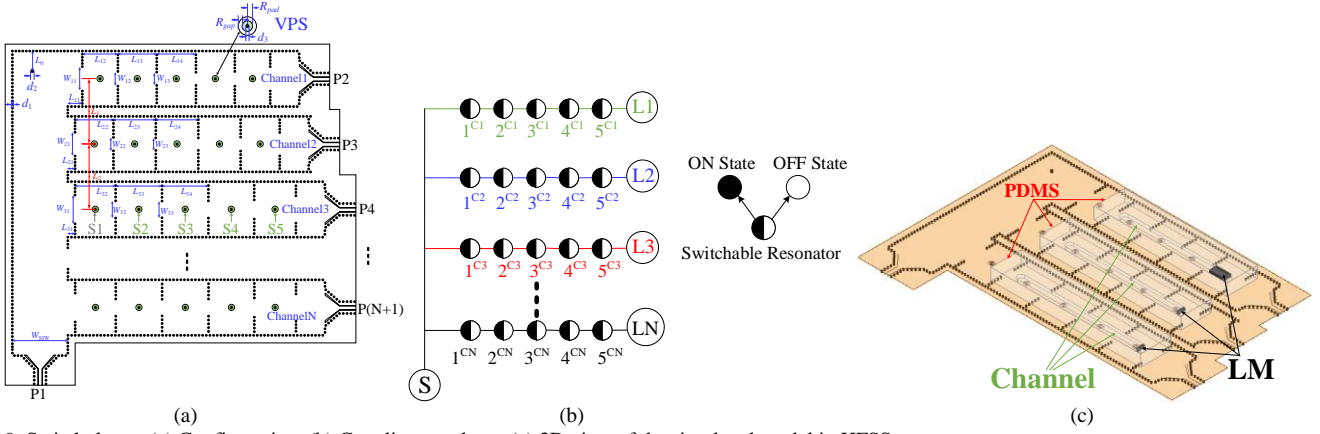 R_pad
R_gap
VPS
d_3
L_0
d_2
d_1
L_12
L_13
L_14
W_11
W_12
W_13
L_11
Channel1
P2
L_1
L_22
L_23
L_24
W_21
W_22
W_23
Channel2
P3
L_32
L_33
L_34
W_31
W_32
W_33
L_31
Channel3
P4
S1
S2
S3
S4
S5
ChannelN
P(N+1)
W_SIW
P1
(a)
L1
1^C1 2^C1 3^C1 4^C1 5^C1
L2
1^C2 2^C2 3^C2 4^C2 5^C2
L3
1^C3 2^C3 3^C3 4^C3 5^C3
LN
1^CN 2^CN 3^CN 4^CN 5^CN
S
ON State
OFF State
Switchable Resonator
(b)
PDMS
Channel
LM
(c)